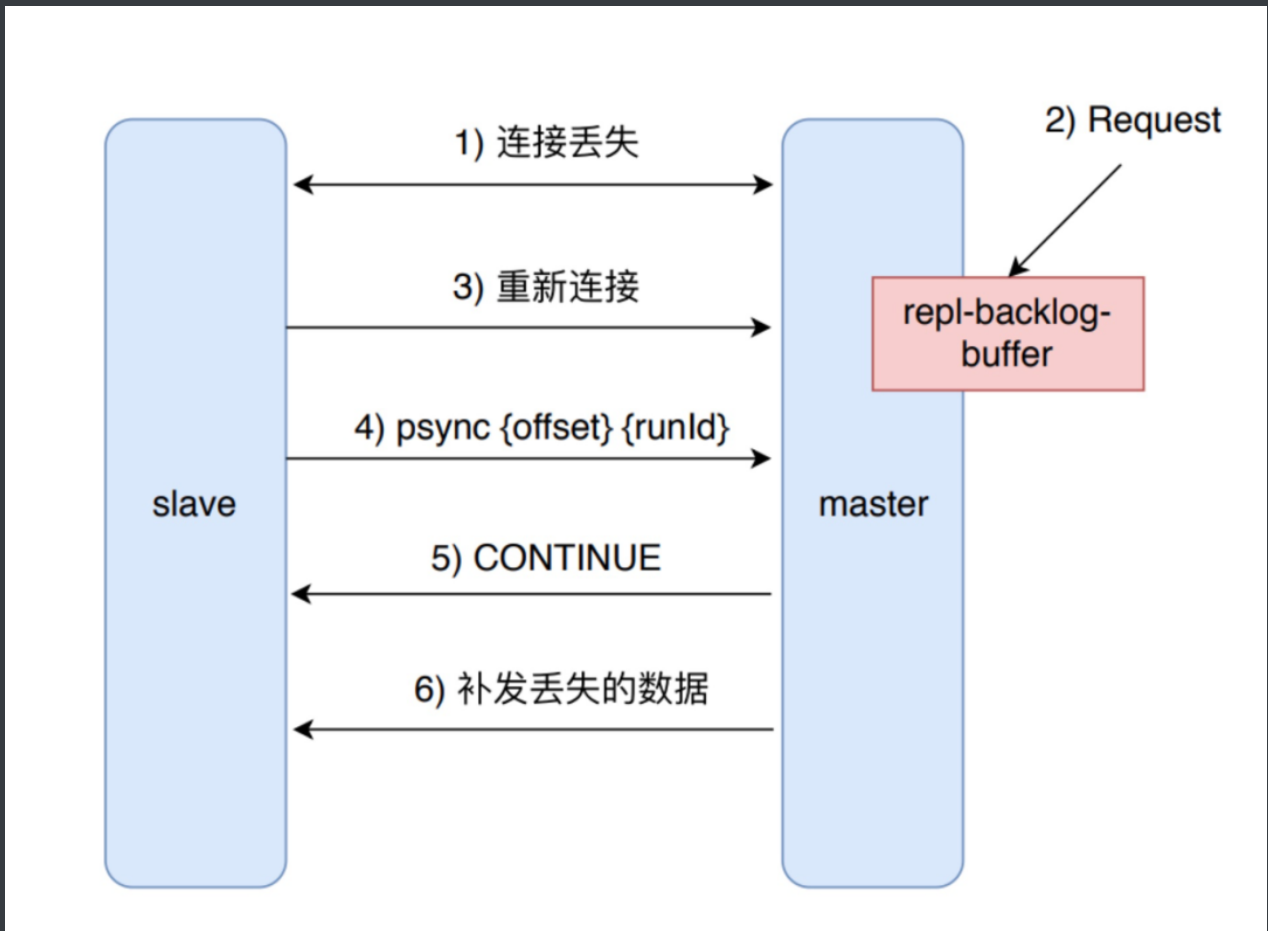 2) Request
1) 连接丢失
3) 重新连接
repl-backlog-
buffer
4) psync {offset} {runId}
slave
master
5) CONTINUE
6) 补发丢失的数据